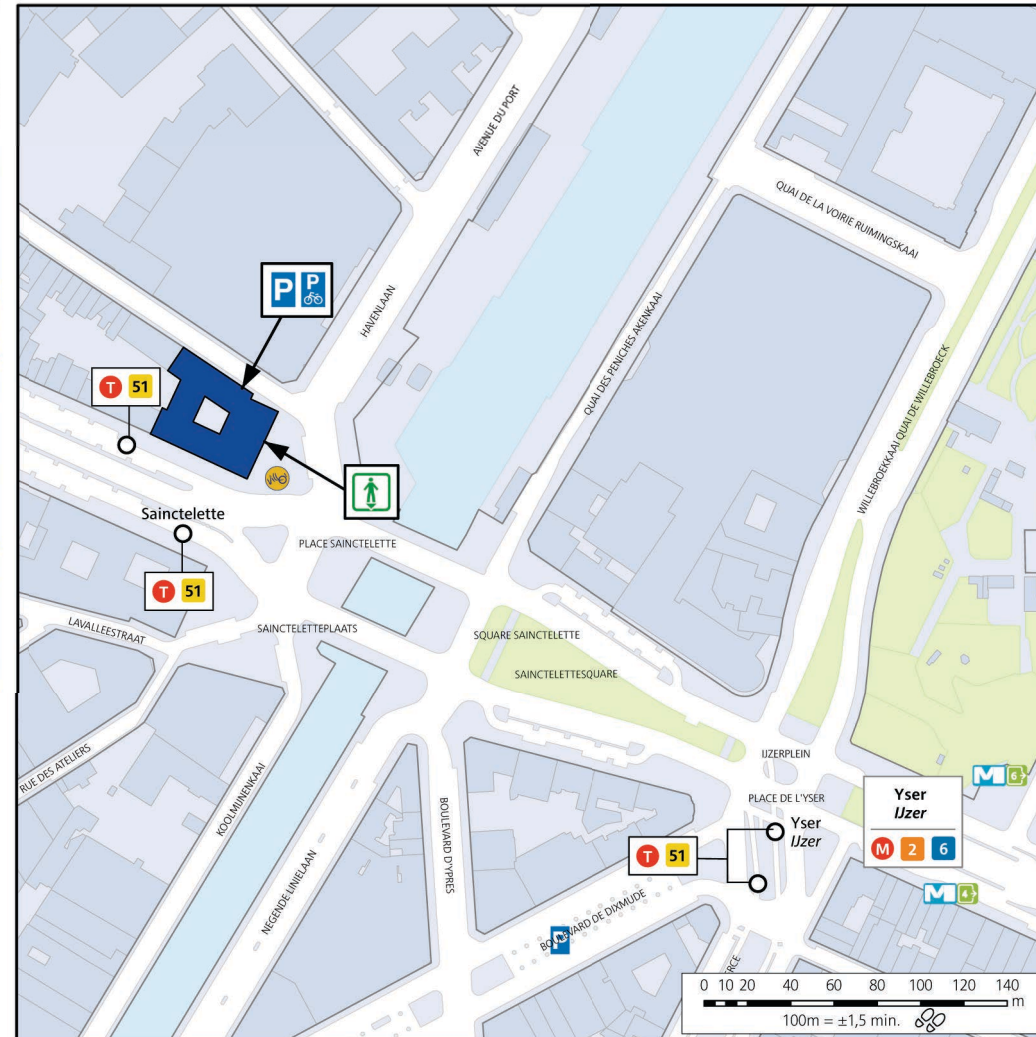 AVENUE DU PORT
QUAI DE LA VOIRIE RUIMINGSKAAI
P P
HAVENLAAN
QUAI DES PENICHES AKENKAAI
WILLEBROEKKAAI QUAI DE WILLEBROECK
T 51
Sainctelette
PLACE SAINCTELETTE
T 51
LAVALLEESTRAAT
SAINCTELETTEPLAATS
SQUARE SAINCTELETTE
SAINCTELETTESQUARE
RUE DES ATELIERS
KOOLMIJNENKAAI
NEGENDE LINIELAAN
BOULEVARD D'YPRES
IJZERPLEIN
PLACE DE L'YSER
M 6
Yser
IJzer
M 2 6
Yser
IJzer
T 51
M 4
BOULEVARD DE DIXMUDE
P
RCE
0 10 20 40 60 80 100 120 140
m
100m = ±1,5 min.